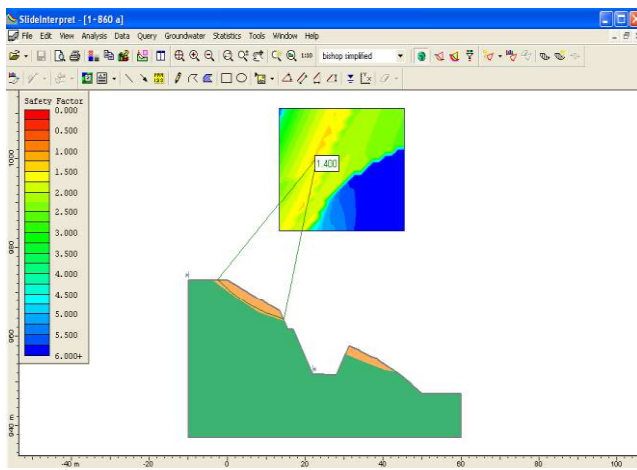 SlideInterpret - [1-860 a]
File Edit View Analysis Data Query Groundwater Statistics Tools Window Help
1:100 bishop simplified
Safety Factor
0.000
0.500
1.000
1.500
2.000
2.500
3.000
3.500
4.000
4.500
5.000
5.500
6.000+
1.400
1000
980
960
940 m
-40 m -20 0 20 40 60 80 100